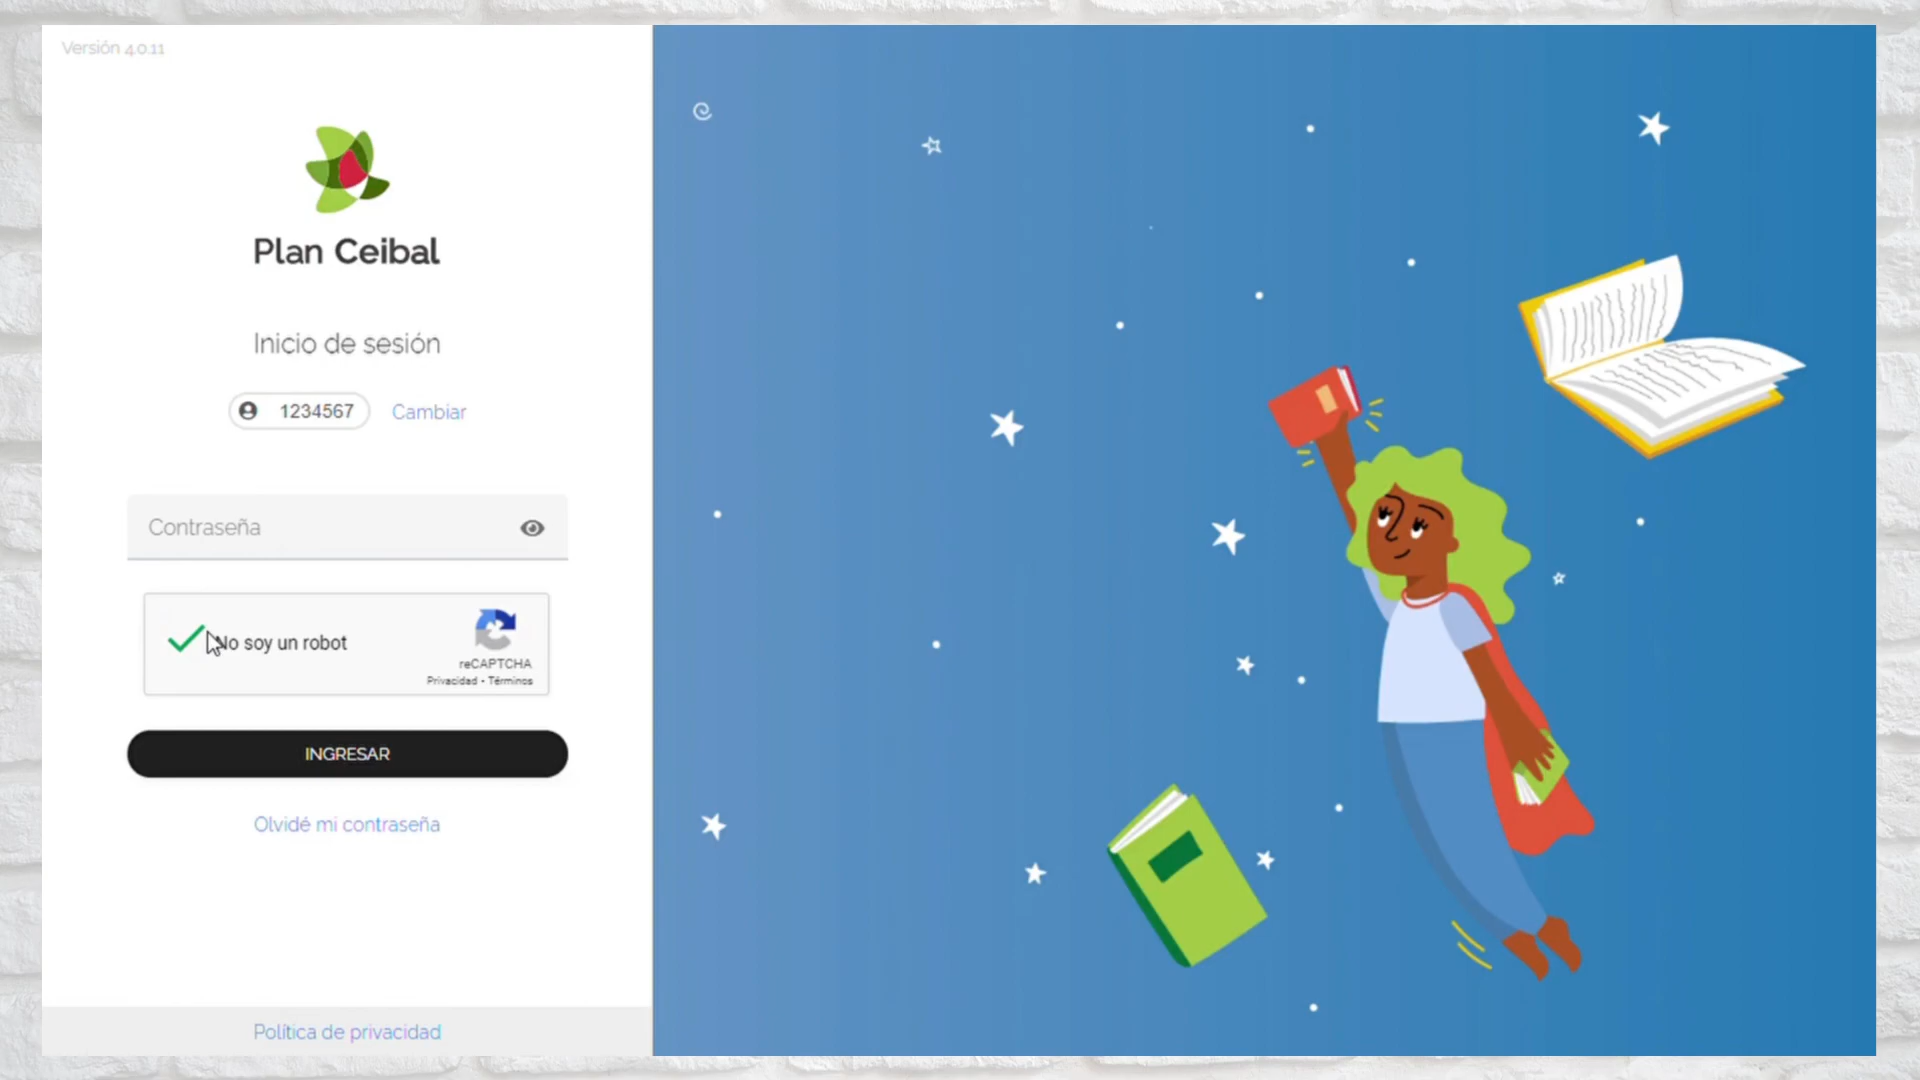 Versión 4.0.11
Plan Ceibal
Inicio de sesión
1234567 Cambiar
Contraseña
No soy un robot
reCAPTCHA
Privacidad - Términos
INGRESAR
Olvidé mi contraseña
Política de privacidad